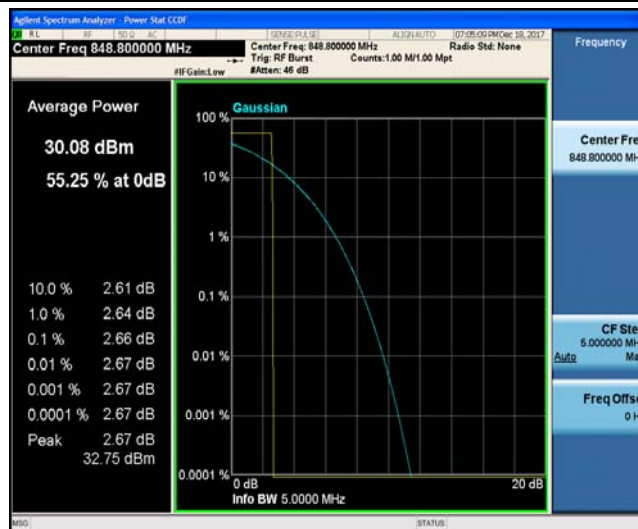 Agilent Spectrum Analyzer - Power Stat CCDF
RL RF 50 Ω AC SENSE:PULSE ALIGN AUTO 07:05:09 PM Dec 18, 2017
Center Freq 848.800000 MHz
Center Freq: 848.800000 MHz Radio Std: None
Trig: RF Burst Counts:1.00 M/1.00 Mpt
#IFGain:Low #Atten: 46 dB
Frequency
Average Power
30.08 dBm
55.25 % at 0dB
10.0 % 2.61 dB
1.0 % 2.64 dB
0.1 % 2.66 dB
0.01 % 2.67 dB
0.001 % 2.67 dB
0.0001 % 2.67 dB
Peak 2.67 dB
32.75 dBm
Gaussian
100 %
10 %
1 %
0.1 %
0.01 %
0.001 %
0.0001 %
0 dB 20 dB
Info BW 5.0000 MHz
Center Fre
848.800000 MH
CF Ste
5.000000 MH
Auto Ma
Freq Offse
0 H
MSG STATUS